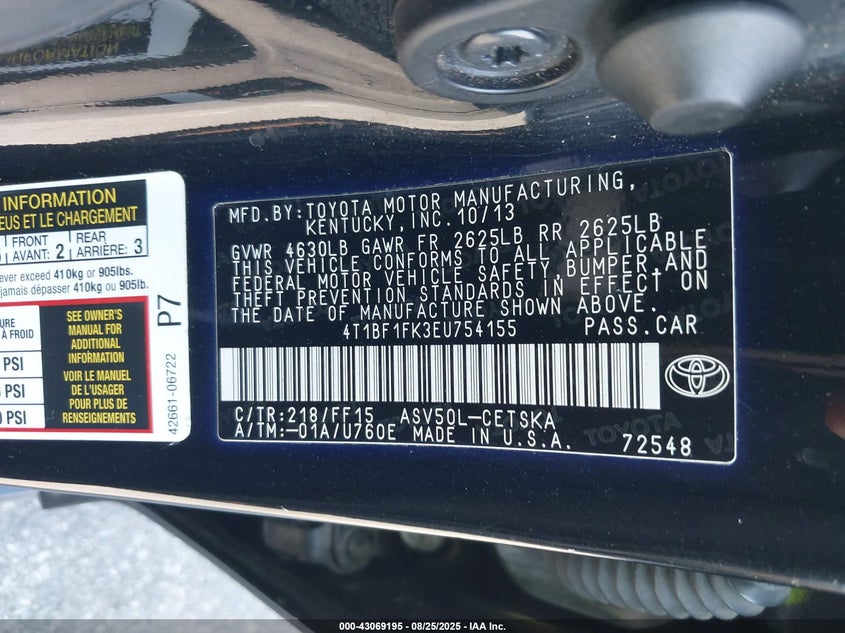 INFORMATION
EUS ET LE CHARGEMENT
FRONT
AVANT: 2
REAR
ARRIÈRE: 3
ever exceed 410kg or 905lbs.
jamais dépasser 410kg ou 905lb.
URE
À FROID
PSI
PSI
PSI
SEE OWNER'S
MANUAL FOR
ADDITIONAL
INFORMATION
VOIR LE MANUEL
DE L'USAGER
POUR PLUS DE
RENSEIGNEMENTS
P7
42661-06722
MFD.BY:TOYOTA MOTOR MANUFACTURING,
KENTUCKY,INC.10/13
GVWR 4630LB GAWR FR 2625LB RR 2625LB
THIS VEHICLE CONFORMS TO ALL APPLICABLE
FEDERAL MOTOR VEHICLE SAFETY,BUMPER,AND
THEFT PREVENTION STANDARDS IN EFFECT ON
THE DATE OF MANUFACTURE SHOWN ABOVE.
4T1BF1FK3EU754155 PASS.CAR
C/TR:218/FF15 ASV50L-CETSKA
A/TM:-01A/U760E MADE IN U.S.A.
72548
000-43069195 - 08/25/2025 - IAA Inc.